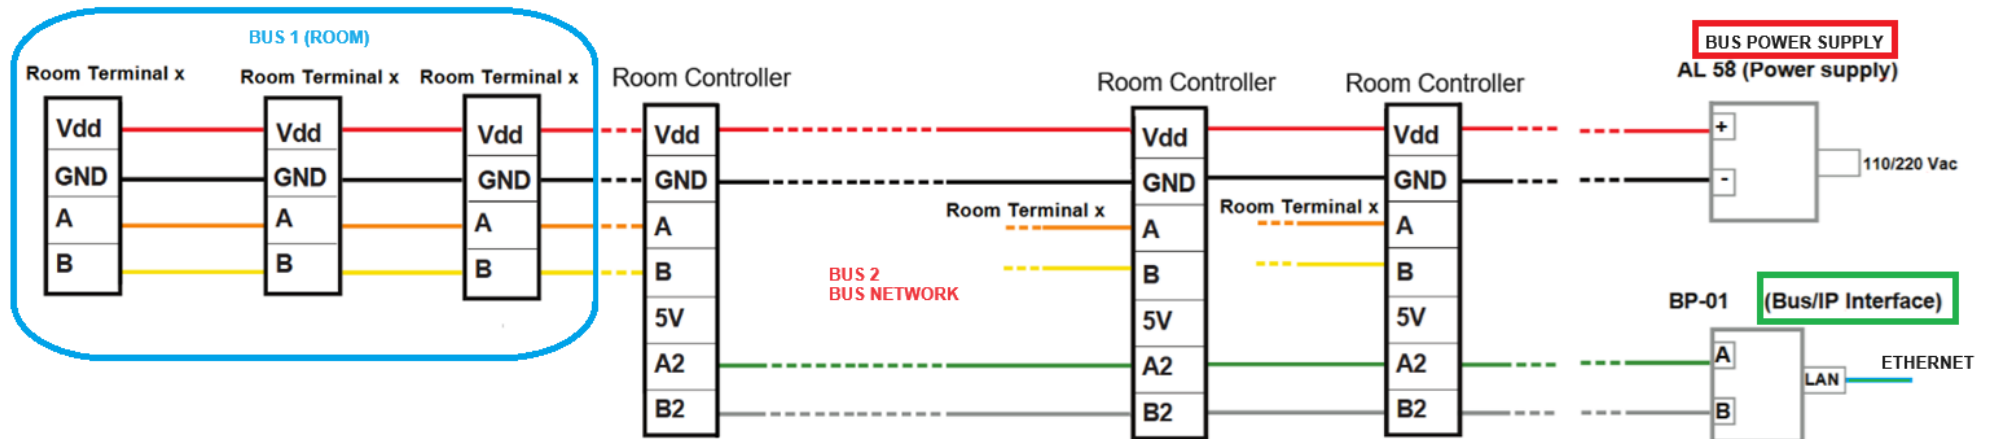 BUS 1 (ROOM)
BUS POWER SUPPLY
Room Terminal x
Room Terminal x
Room Terminal x
Room Controller
Room Controller
Room Controller
AL 58 (Power supply)
Vdd
GND
A
B
Vdd
GND
A
B
Vdd
GND
A
B
Vdd
GND
A
B
5V
A2
B2
BUS 2
BUS NETWORK
Room Terminal x
Vdd
GND
A
B
5V
A2
B2
Room Terminal x
Vdd
GND
A
B
5V
A2
B2
+
-
110/220 Vac
BP-01 (Bus/IP Interface)
A
B
LAN
ETHERNET